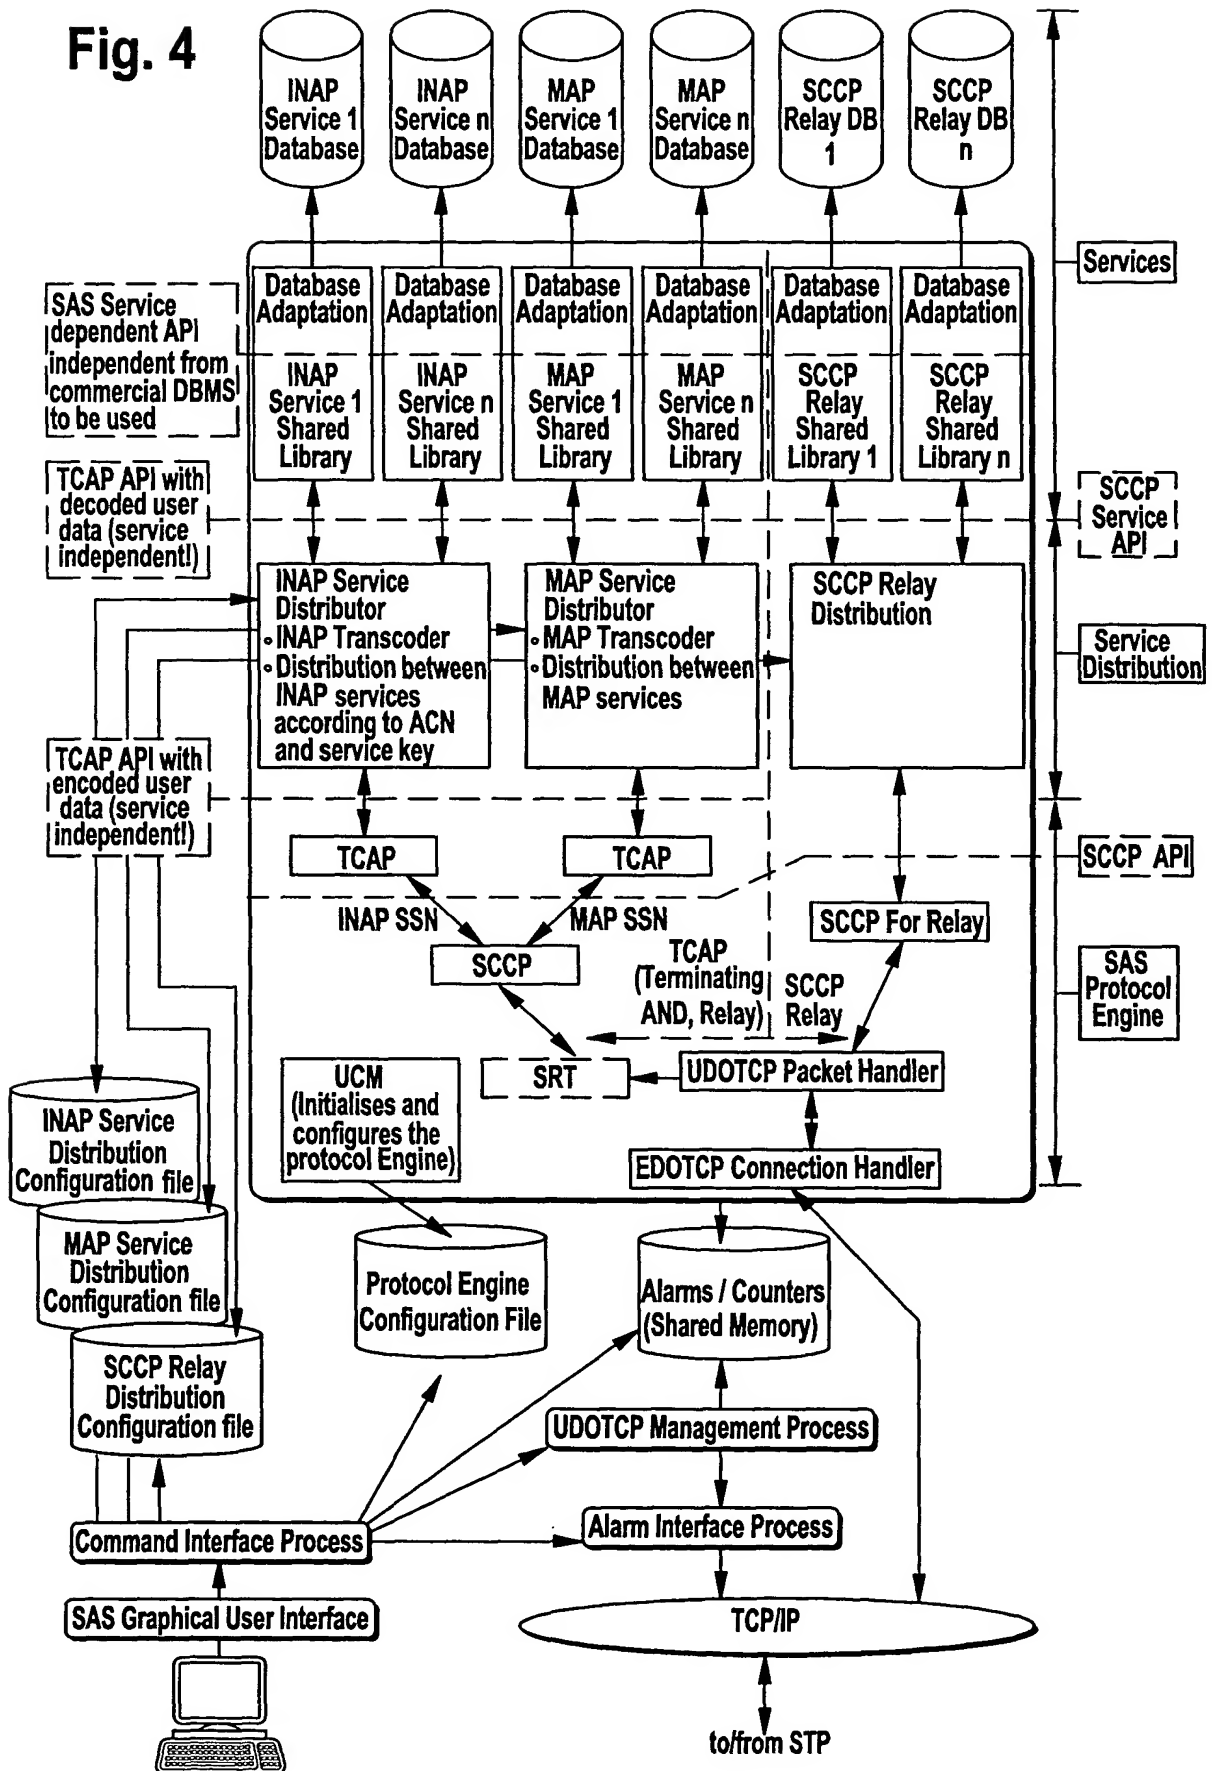 Fig. 4
INAP
Service 1
Database
INAP
Service n
Database
MAP
Service 1
Database
MAP
Service n
Database
SCCP
Relay DB
1
SCCP
Relay DB
n
Services
Database
Adaptation
Database
Adaptation
Database
Adaptation
Database
Adaptation
Database
Adaptation
Database
Adaptation
SAS Service
dependent API
independent from
commercial DBMS
to be used
INAP
Service 1
Shared
Library
INAP
Service n
Shared
Library
MAP
Service 1
Shared
Library
MAP
Service n
Shared
Library
SCCP
Relay
Shared
Library 1
SCCP
Relay
Shared
Library n
TCAP API with
decoded user
data (service
independent!)
SCCP
Service
API
INAP Service
Distributor
• INAP Transcoder
• Distribution between
INAP services
according to ACN
and service key
MAP Service
Distributor
• MAP Transcoder
• Distribution between
MAP services
SCCP Relay
Distribution
Service
Distribution
TCAP API with
encoded user
data (service
independent!)
TCAP
TCAP
SCCP API
INAP SSN
MAP SSN
SCCP For Relay
SCCP
TCAP
(Terminating
AND, Relay)
SCCP
Relay
SAS
Protocol
Engine
UCM
(Initialises and
configures the
protocol Engine)
SRT
UDOTCP Packet Handler
EDOTCP Connection Handler
INAP Service
Distribution
Configuration file
MAP Service
Distribution
Configuration file
SCCP Relay
Distribution
Configuration file
Protocol Engine
Configuration File
Alarms / Counters
(Shared Memory)
UDOTCP Management Process
Command Interface Process
Alarm Interface Process
SAS Graphical User Interface
TCP/IP
to/from STP